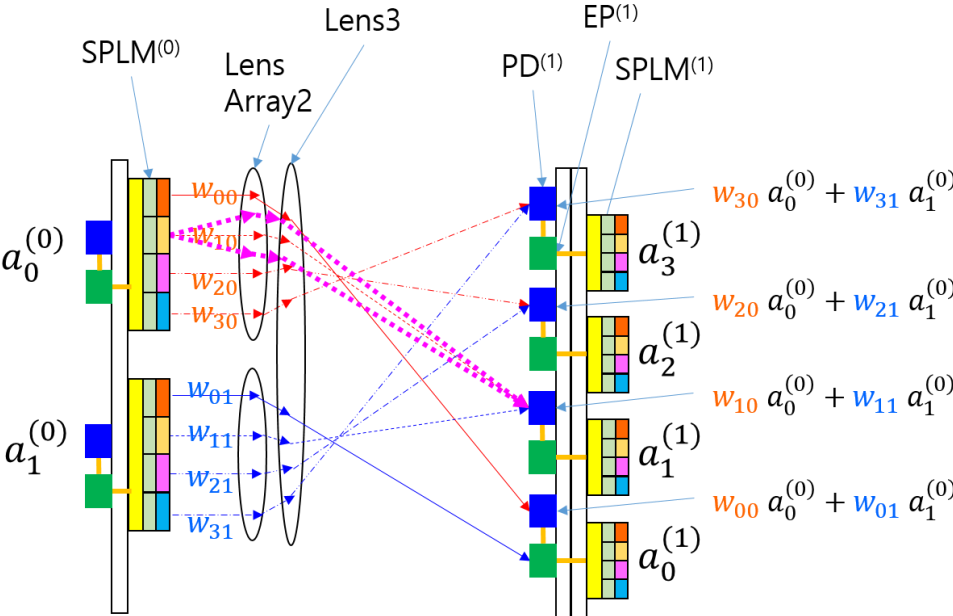 Lens3
EP⁽¹⁾
SPLM⁽⁰⁾
Lens
Array2
PD⁽¹⁾
SPLM⁽¹⁾
w₀₀
w₁₀
w₂₀
w₃₀
a₀⁽⁰⁾
w₀₁
w₁₁
w₂₁
w₃₁
a₁⁽⁰⁾
w₃₀ a₀⁽⁰⁾ + w₃₁ a₁⁽⁰⁾
a₃⁽¹⁾
w₂₀ a₀⁽⁰⁾ + w₂₁ a₁⁽⁰⁾
a₂⁽¹⁾
w₁₀ a₀⁽⁰⁾ + w₁₁ a₁⁽⁰⁾
a₁⁽¹⁾
w₀₀ a₀⁽⁰⁾ + w₀₁ a₁⁽⁰⁾
a₀⁽¹⁾